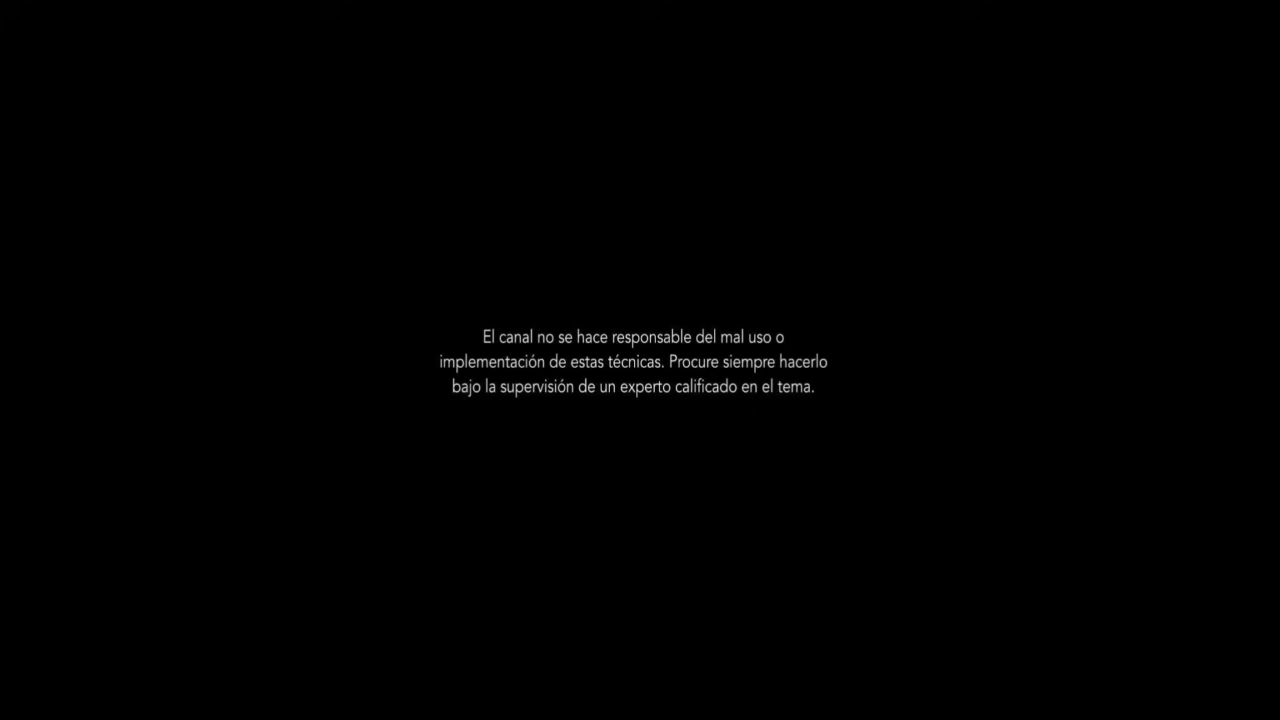 El canal no se hace responsable del mal uso o
implementación de estas técnicas. Procure siempre hacerlo
bajo la supervisión de un experto calificado en el tema.